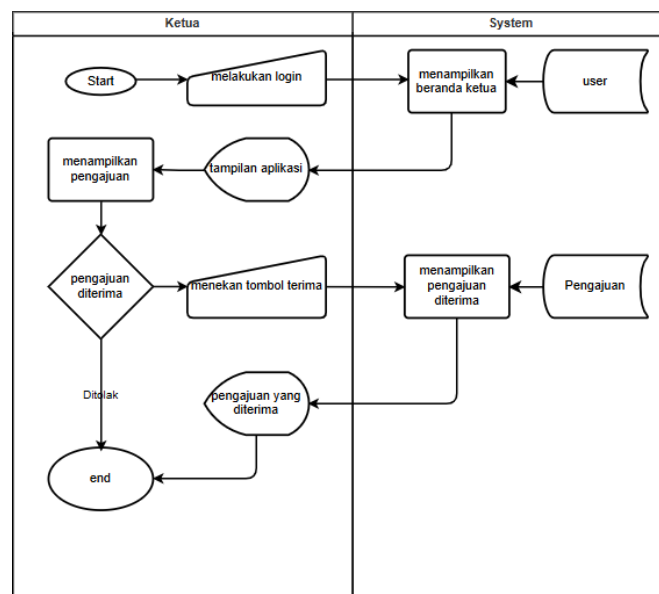 Ketua
System
Start
melakukan login
menampilkan
beranda ketua
user
menampilkan
pengajuan
tampilan aplikasi
pengajuan
diterima
menekan tombol terima
menampilkan
pengajuan
diterima
Pengajuan
Ditolak
pengajuan yang
diterima
end